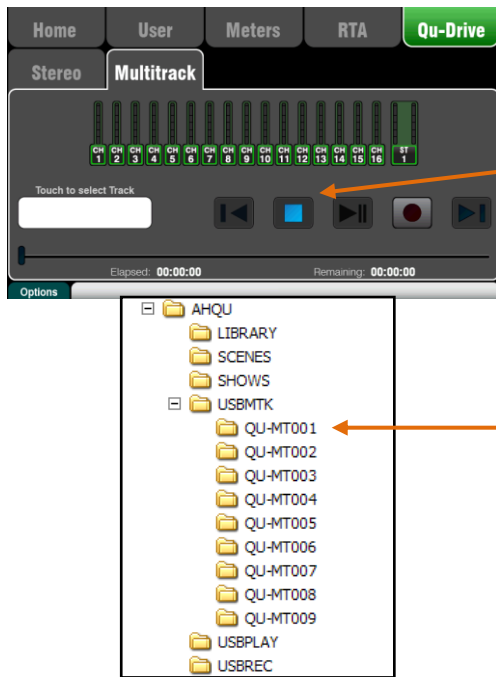 Home User Meters RTA Qu-Drive
Stereo Multitrack
CH 1 CH 2 CH 3 CH 4 CH 5 CH 6 CH 7 CH 8 CH 9 CH 10 CH 11 CH 12 CH 13 CH 14 CH 15 CH 16 ST 1
Touch to select Track
Elapsed: 00:00:00 Remaining: 00:00:00
Options
AHQU
LIBRARY
SCENES
SHOWS
USBMTK
QU-MT001
QU-MT002
QU-MT003
QU-MT004
QU-MT005
QU-MT006
QU-MT007
QU-MT008
QU-MT009
USBPLAY
USBREC